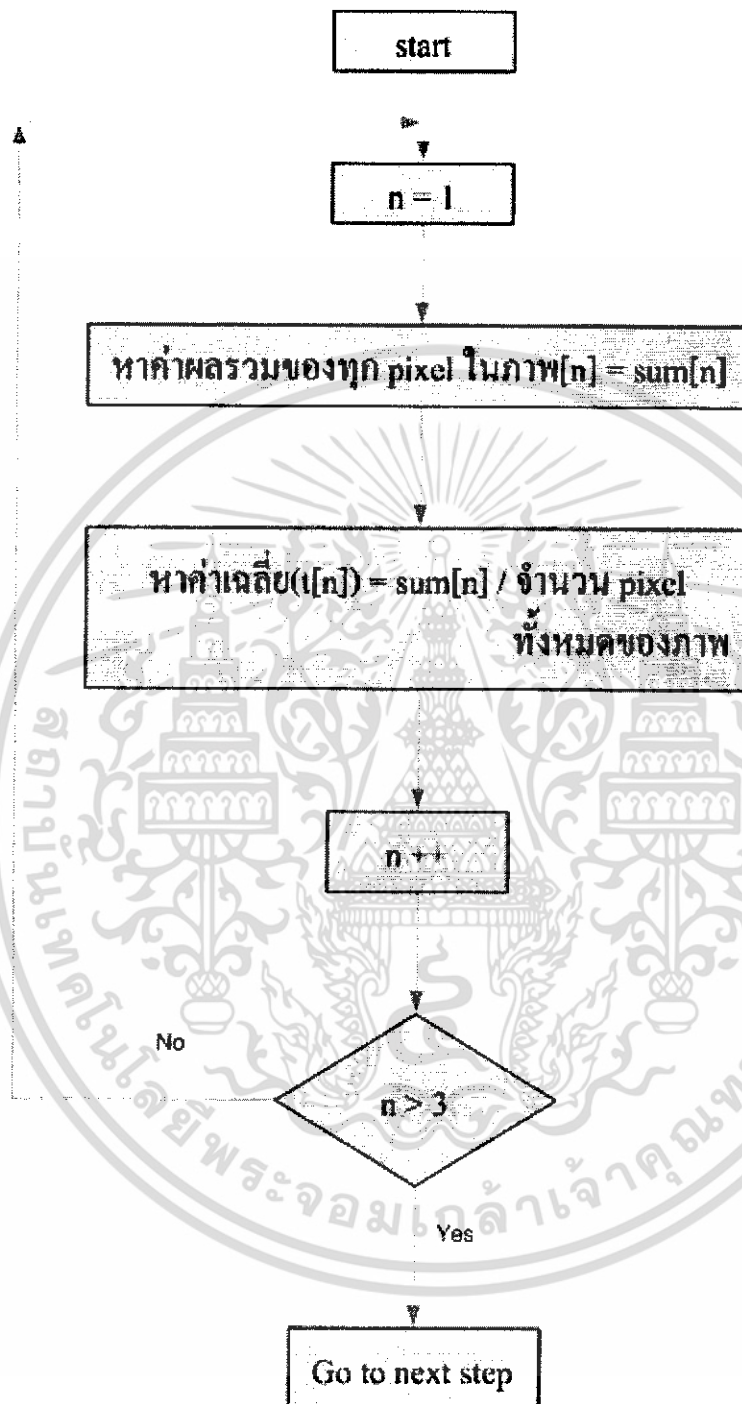 start
n = 1
หาค่าผลรวมของทุก pixel ในภาพ[n] = sum[n]
หาค่าเฉลี่ย(t[n]) = sum[n] / จำนวน pixel
ทั้งหมดของภาพ
n ++
No
n > 3
Yes
Go to next step